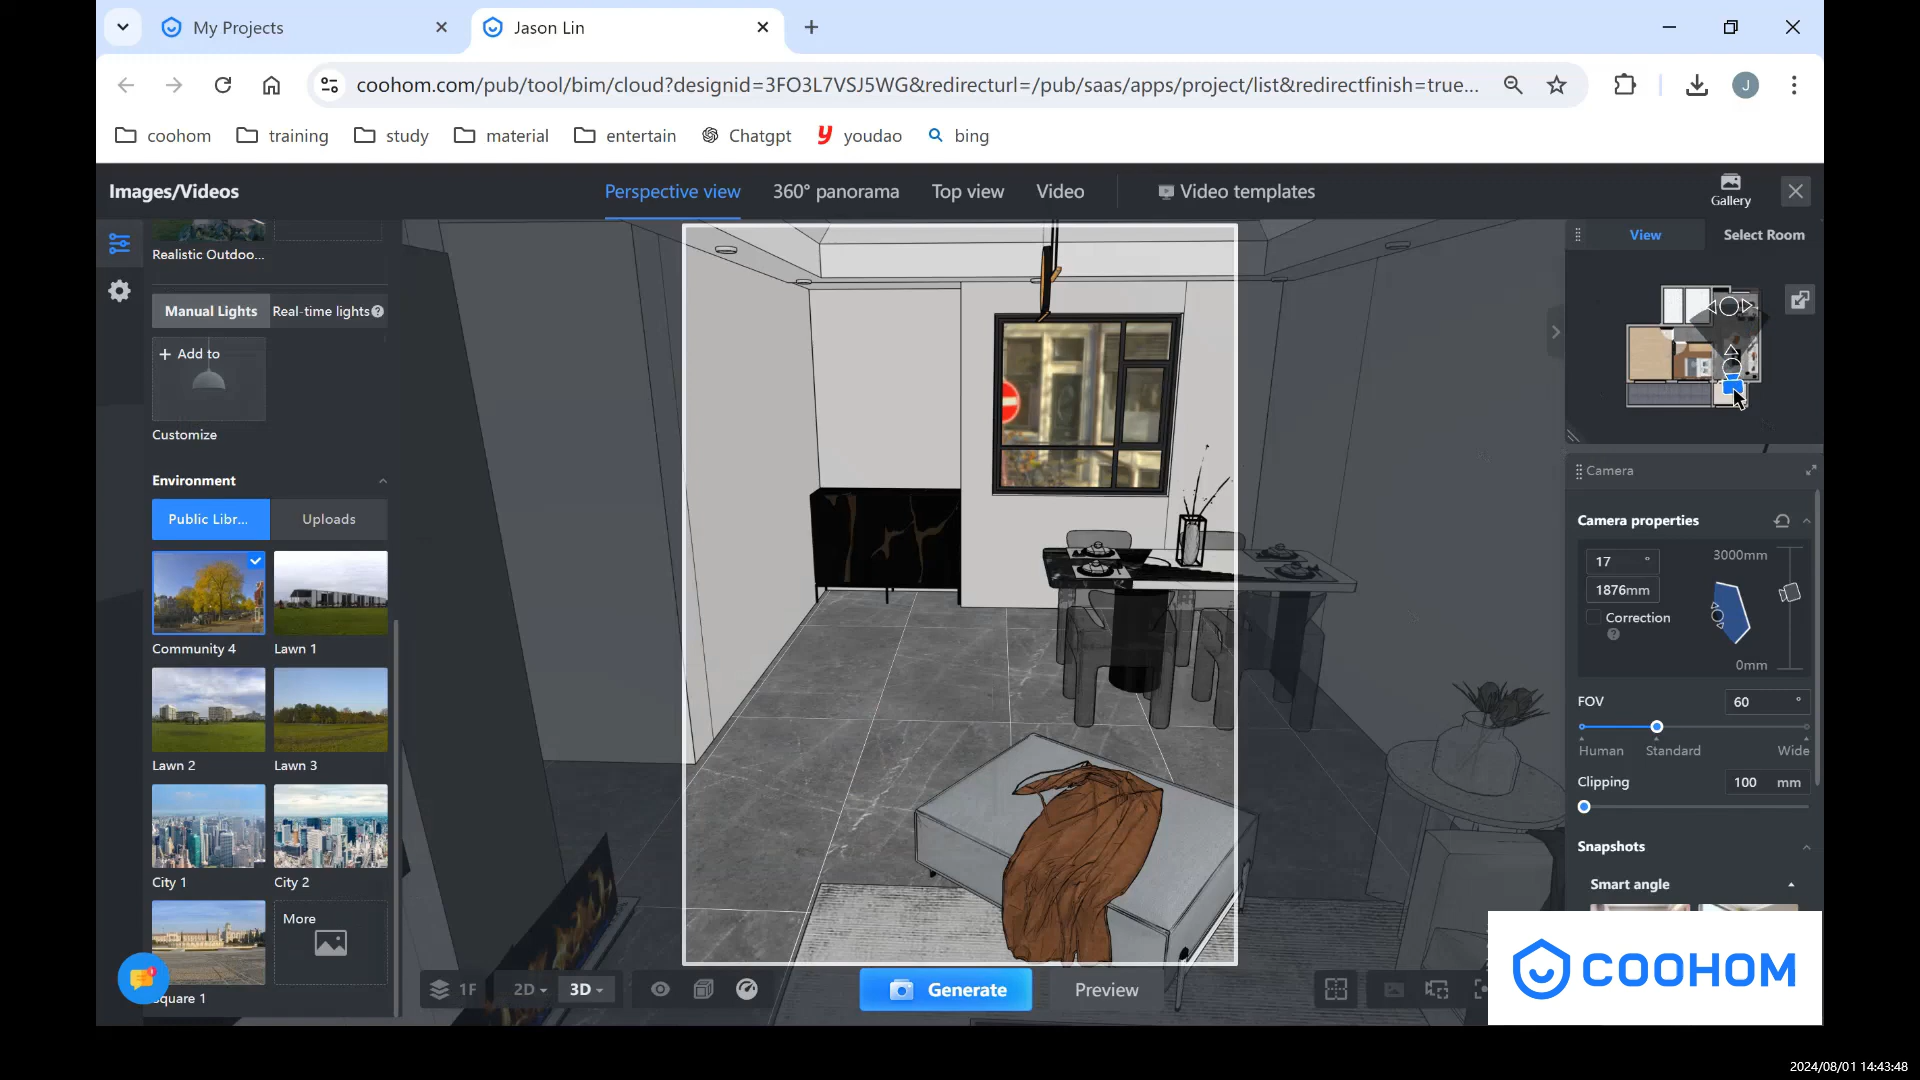 My Projects
Jason Lin
coohom.com/pub/tool/bim/cloud?designid=3FO3L7VSJ5WG&redirecturl=/pub/saas/apps/project/list&redirectfinish=true...
J
coohom training study material entertain Chatgpt youdao bing
Images/Videos
Perspective view 360° panorama Top view Video Video templates
Gallery
Realistic Outdoo...
Manual Lights Real-time lights
+ Add to
Customize
Environment
Public Libr... Uploads
Community 4 Lawn 1
Lawn 2 Lawn 3
City 1 City 2
More
Square 1
1F 2D 3D
Generate Preview
View Select Room
Camera
Camera properties
17 °
1876mm
3000mm
Correction
0mm
FOV 60 °
Human Standard Wide
Clipping 100 mm
Snapshots
Smart angle
COOHOM
2024/08/01 14:43:48